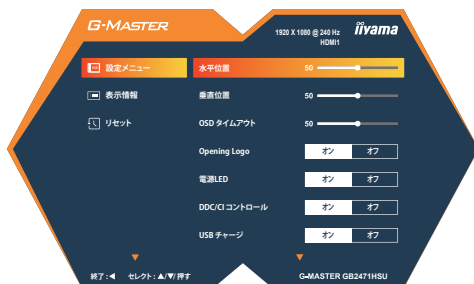 G-MASTER
1920 X 1080 @ 240 Hz
HDMI1
iiyama
設定メニュー
表示情報
リセット
水平位置 50
垂直位置 50
OSD タイムアウト 50
Opening Logo オン オフ
電源LED オン オフ
DDC/CI コントロール オン オフ
USB チャージ オン オフ
終了 : ◀ セレクト : ▲/▼/ 押す
G-MASTER GB2471HSU